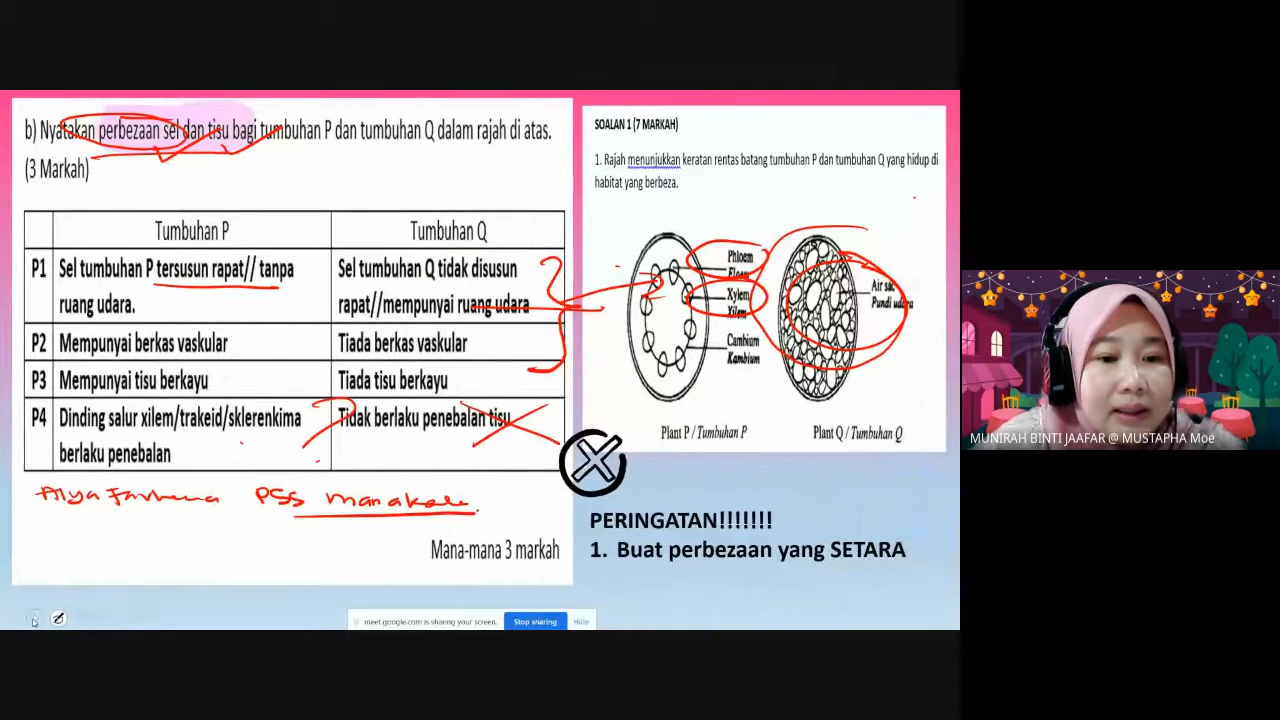 b) Nyatakan perbezaan sel dan tisu bagi tumbuhan P dan tumbuhan Q dalam rajah di atas.
(3 Markah)
Tumbuhan P
Tumbuhan Q
P1
Sel tumbuhan P tersusun rapat// tanpa
ruang udara.
Sel tumbuhan Q tidak disusun
rapat//mempunyai ruang udara
P2
Mempunyai berkas vaskular
Tiada berkas vaskular
P3
Mempunyai tisu berkayu
Tiada tisu berkayu
P4
Dinding salur xilem/trakeid/sklerenkima
berlaku penebalan
Tidak berlaku penebalan tisu
PSS manakala
Mana-mana 3 markah
SOALAN 1 (7 MARKAH)
1. Rajah menunjukkan keratan rentas batang tumbuhan P dan tumbuhan Q yang hidup di
habitat yang berbeza.
Phloem
Floem
Xylem
Xilem
Cambium
Kambium
Air sac
Pundi udara
Plant P / Tumbuhan P
Plant Q / Tumbuhan Q
PERINGATAN!!!!!!!
1. Buat perbezaan yang SETARA
meet.google.com is sharing your screen.
Stop sharing
Hide
MUNIRAH BINTI JAAFAR @ MUSTAPHA Moe